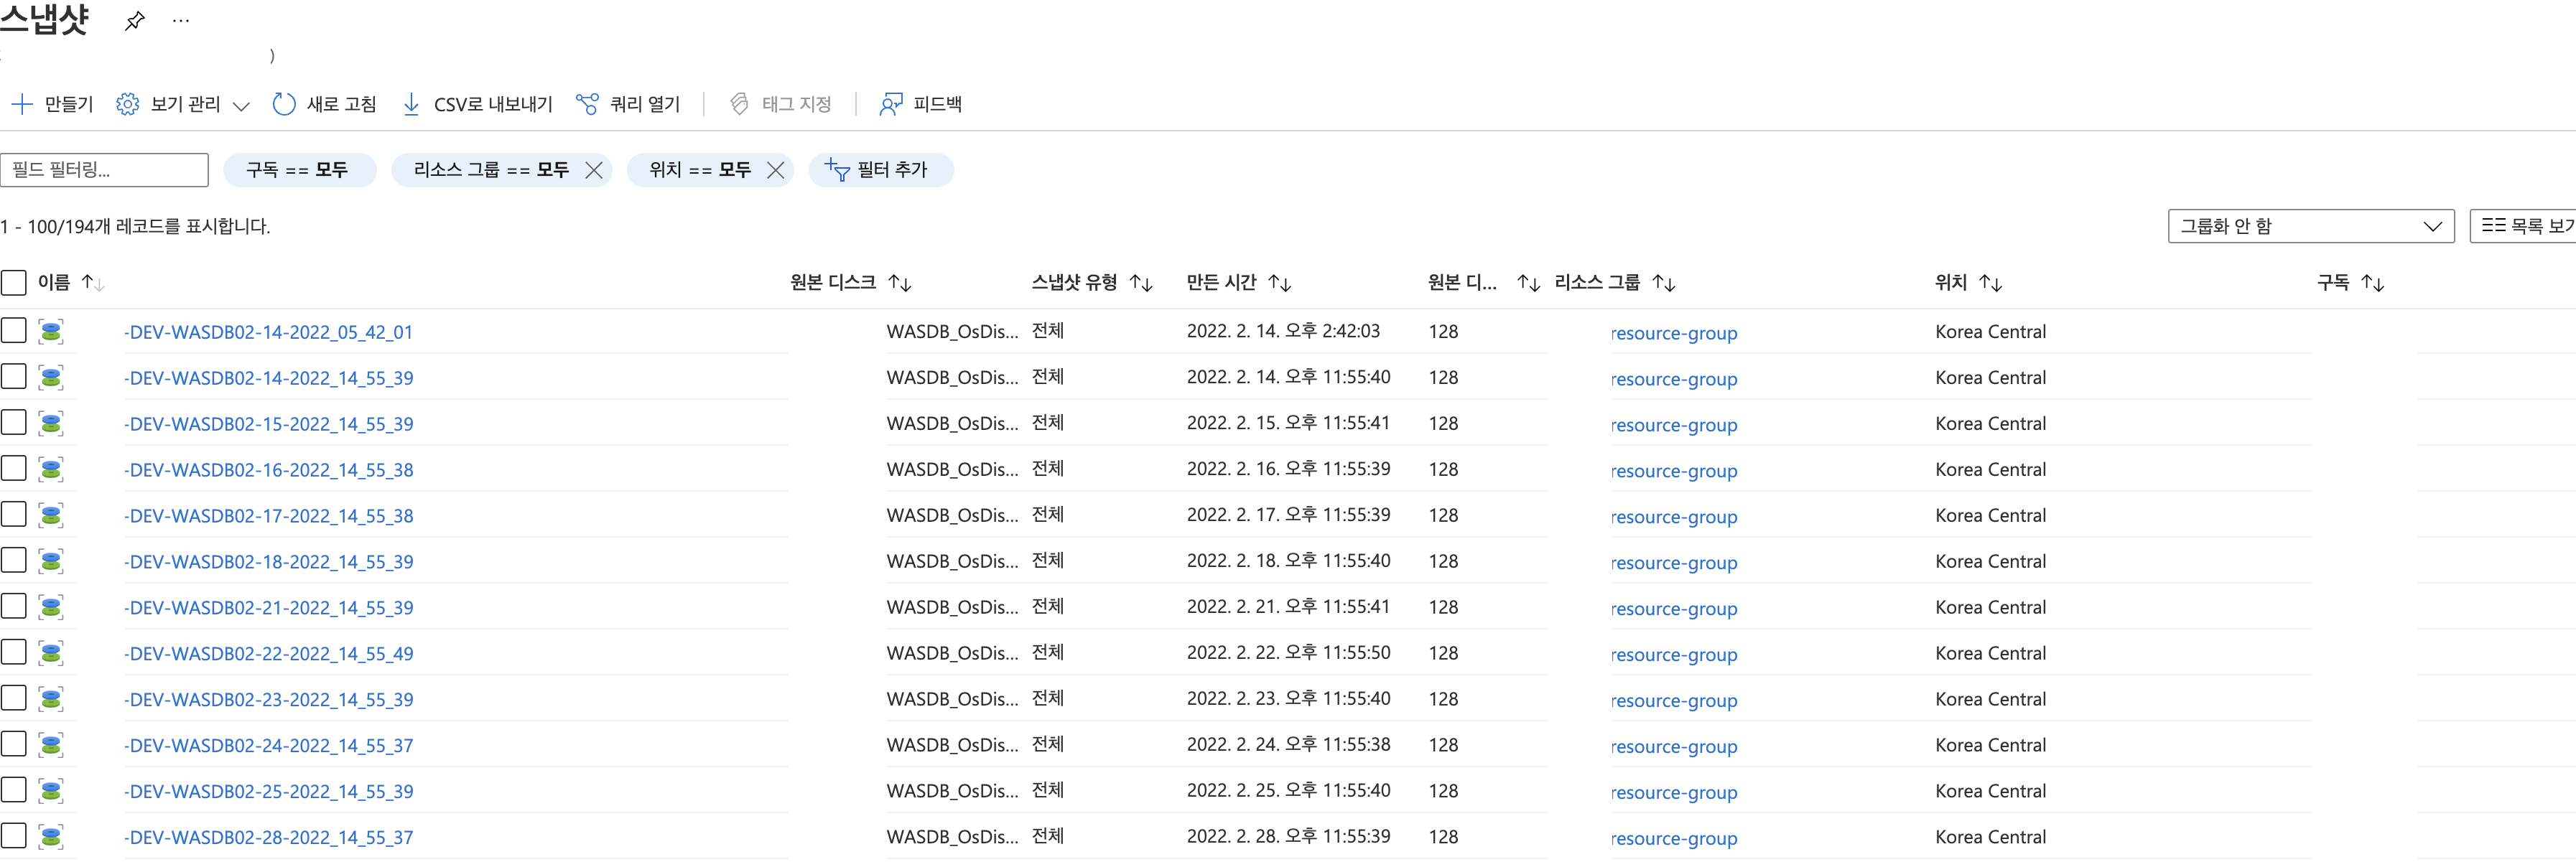 스냅샷 ...
)
만들기 보기 관리 새로 고침 CSV로 내보내기 쿼리 열기 태그 지정 피드백
필드 필터링... 구독 == 모두 리소스 그룹 == 모두 위치 == 모두 필터 추가
1 - 100/194개 레코드를 표시합니다. 그룹화 안 함 목록 보기
이름 원본 디스크 스냅샷 유형 만든 시간 원본 디... 리소스 그룹 위치 구독
-DEV-WASDB02-14-2022_05_42_01 WASDB_OsDis... 전체 2022. 2. 14. 오후 2:42:03 128 resource-group Korea Central
-DEV-WASDB02-14-2022_14_55_39 WASDB_OsDis... 전체 2022. 2. 14. 오후 11:55:40 128 resource-group Korea Central
-DEV-WASDB02-15-2022_14_55_39 WASDB_OsDis... 전체 2022. 2. 15. 오후 11:55:41 128 resource-group Korea Central
-DEV-WASDB02-16-2022_14_55_38 WASDB_OsDis... 전체 2022. 2. 16. 오후 11:55:39 128 resource-group Korea Central
-DEV-WASDB02-17-2022_14_55_38 WASDB_OsDis... 전체 2022. 2. 17. 오후 11:55:39 128 resource-group Korea Central
-DEV-WASDB02-18-2022_14_55_39 WASDB_OsDis... 전체 2022. 2. 18. 오후 11:55:40 128 resource-group Korea Central
-DEV-WASDB02-21-2022_14_55_39 WASDB_OsDis... 전체 2022. 2. 21. 오후 11:55:41 128 resource-group Korea Central
-DEV-WASDB02-22-2022_14_55_49 WASDB_OsDis... 전체 2022. 2. 22. 오후 11:55:50 128 resource-group Korea Central
-DEV-WASDB02-23-2022_14_55_39 WASDB_OsDis... 전체 2022. 2. 23. 오후 11:55:40 128 resource-group Korea Central
-DEV-WASDB02-24-2022_14_55_37 WASDB_OsDis... 전체 2022. 2. 24. 오후 11:55:38 128 resource-group Korea Central
-DEV-WASDB02-25-2022_14_55_39 WASDB_OsDis... 전체 2022. 2. 25. 오후 11:55:40 128 resource-group Korea Central
-DEV-WASDB02-28-2022_14_55_37 WASDB_OsDis... 전체 2022. 2. 28. 오후 11:55:39 128 resource-group Korea Central